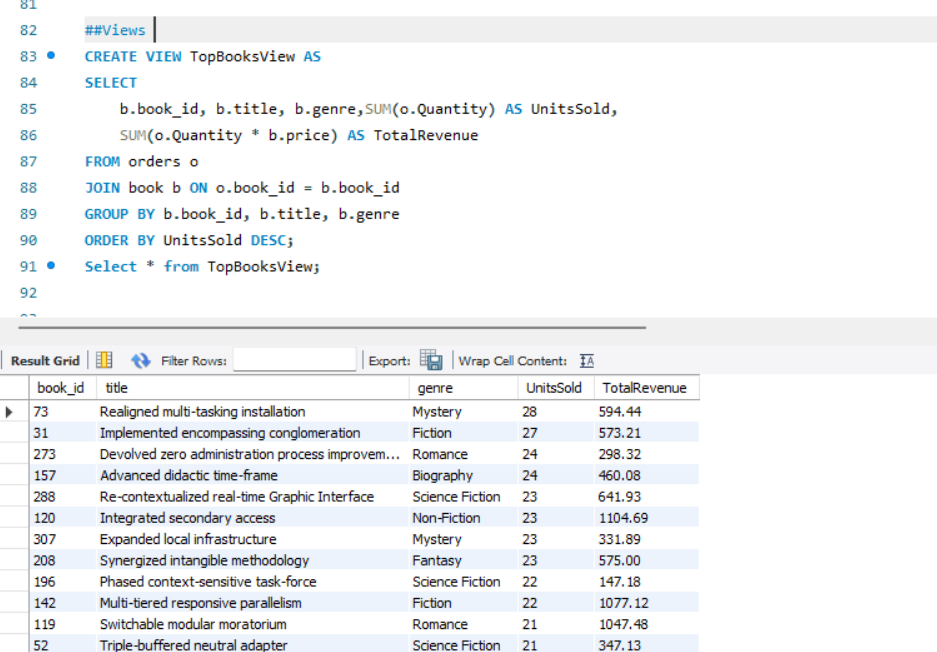 81
82 ##Views
83 CREATE VIEW TopBooksView AS
84 SELECT
85 b.book_id, b.title, b.genre,SUM(o.Quantity) AS UnitsSold,
86 SUM(o.Quantity * b.price) AS TotalRevenue
87 FROM orders o
88 JOIN book b ON o.book_id = b.book_id
89 GROUP BY b.book_id, b.title, b.genre
90 ORDER BY UnitsSold DESC;
91 Select * from TopBooksView;
92
Result Grid Filter Rows: Export: Wrap Cell Content: IA
book_id title genre UnitsSold TotalRevenue
73 Realigned multi-tasking installation Mystery 28 594.44
31 Implemented encompassing conglomeration Fiction 27 573.21
273 Devolved zero administration process improvem... Romance 24 298.32
157 Advanced didactic time-frame Biography 24 460.08
288 Re-contextualized real-time Graphic Interface Science Fiction 23 641.93
120 Integrated secondary access Non-Fiction 23 1104.69
307 Expanded local infrastructure Mystery 23 331.89
208 Synergized intangible methodology Fantasy 23 575.00
196 Phased context-sensitive task-force Science Fiction 22 147.18
142 Multi-tiered responsive parallelism Fiction 22 1077.12
119 Switchable modular moratorium Romance 21 1047.48
52 Triple-buffered neutral adapter Science Fiction 21 347.13